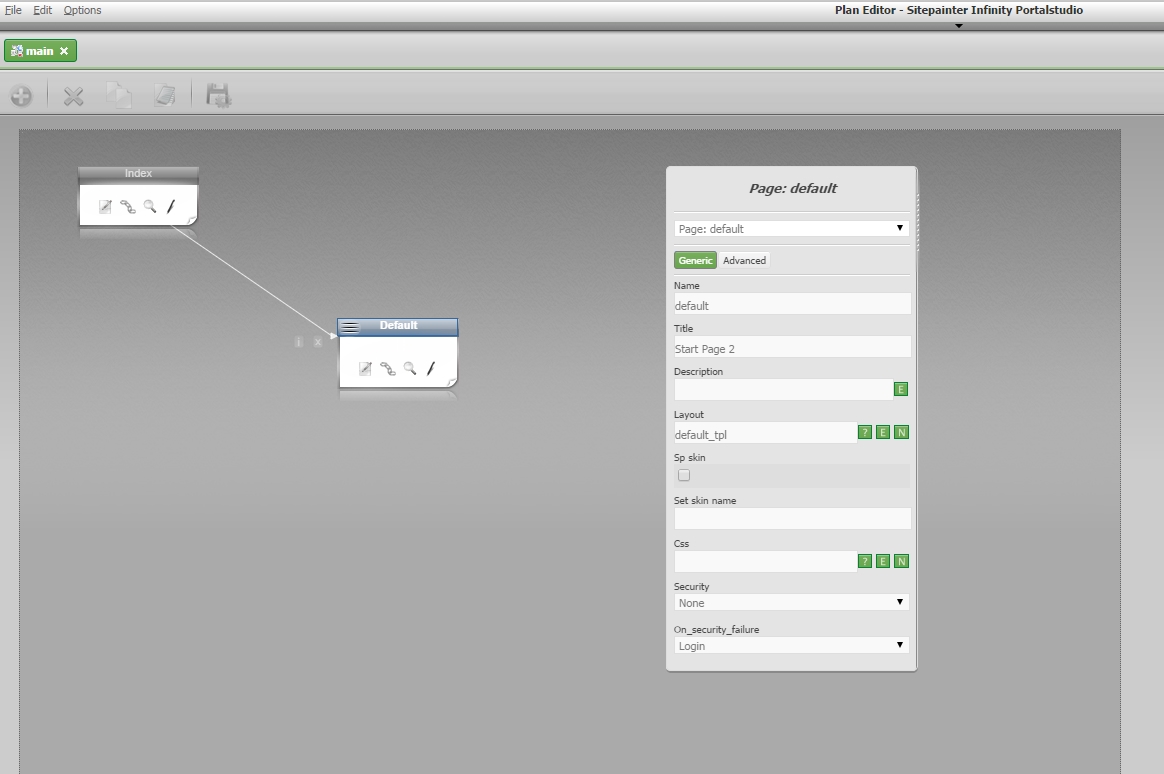 File Edit Options
Plan Editor - Sitepainter Infinity Portalstudio
main x
Index
Default
i x
Page: default
Page: default
Generic Advanced
Name
default
Title
Start Page 2
Description
E
Layout
default_tpl ? E N
Sp skin
Set skin name
Css
? E N
Security
None
On_security_failure
Login